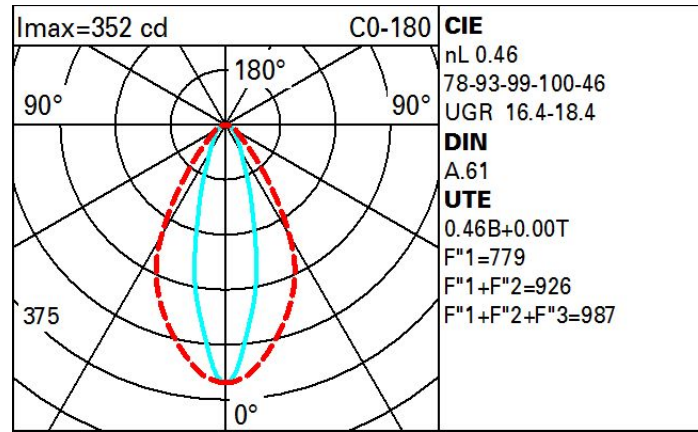 Imax=352 cd C0-180
180°
90° 90°
375
0°
CIE
nL 0.46
78-93-99-100-46
UGR 16.4-18.4
DIN
A.61
UTE
0.46B+0.00T
F"1=779
F"1+F"2=926
F"1+F"2+F"3=987